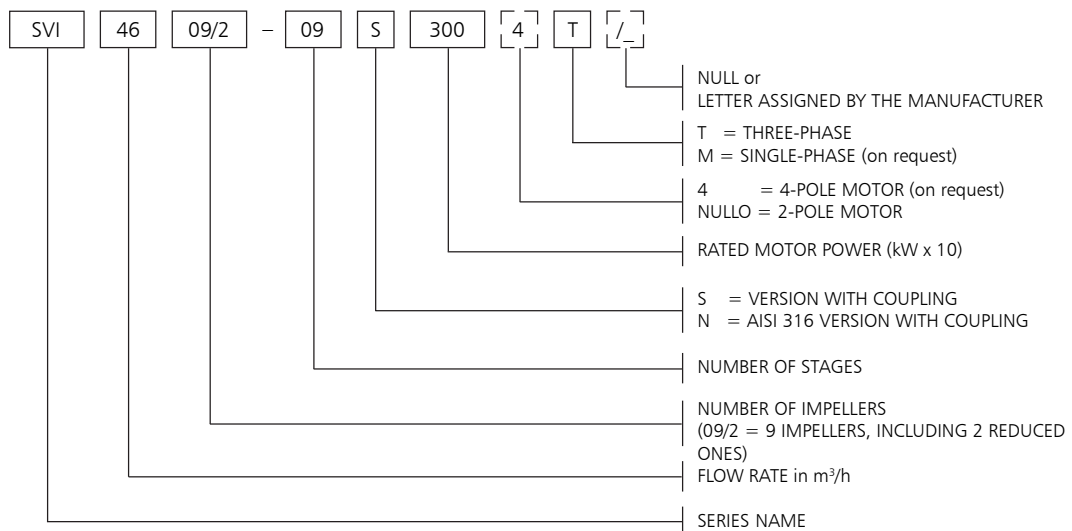 SVI 46 09/2 – 09 S 300 4 T /_
NULL or
LETTER ASSIGNED BY THE MANUFACTURER
T = THREE-PHASE
M = SINGLE-PHASE (on request)
4 = 4-POLE MOTOR (on request)
NULLO = 2-POLE MOTOR
RATED MOTOR POWER (kW x 10)
S = VERSION WITH COUPLING
N = AISI 316 VERSION WITH COUPLING
NUMBER OF STAGES
NUMBER OF IMPELLERS
(09/2 = 9 IMPELLERS, INCLUDING 2 REDUCED
ONES)
FLOW RATE in m³/h
SERIES NAME